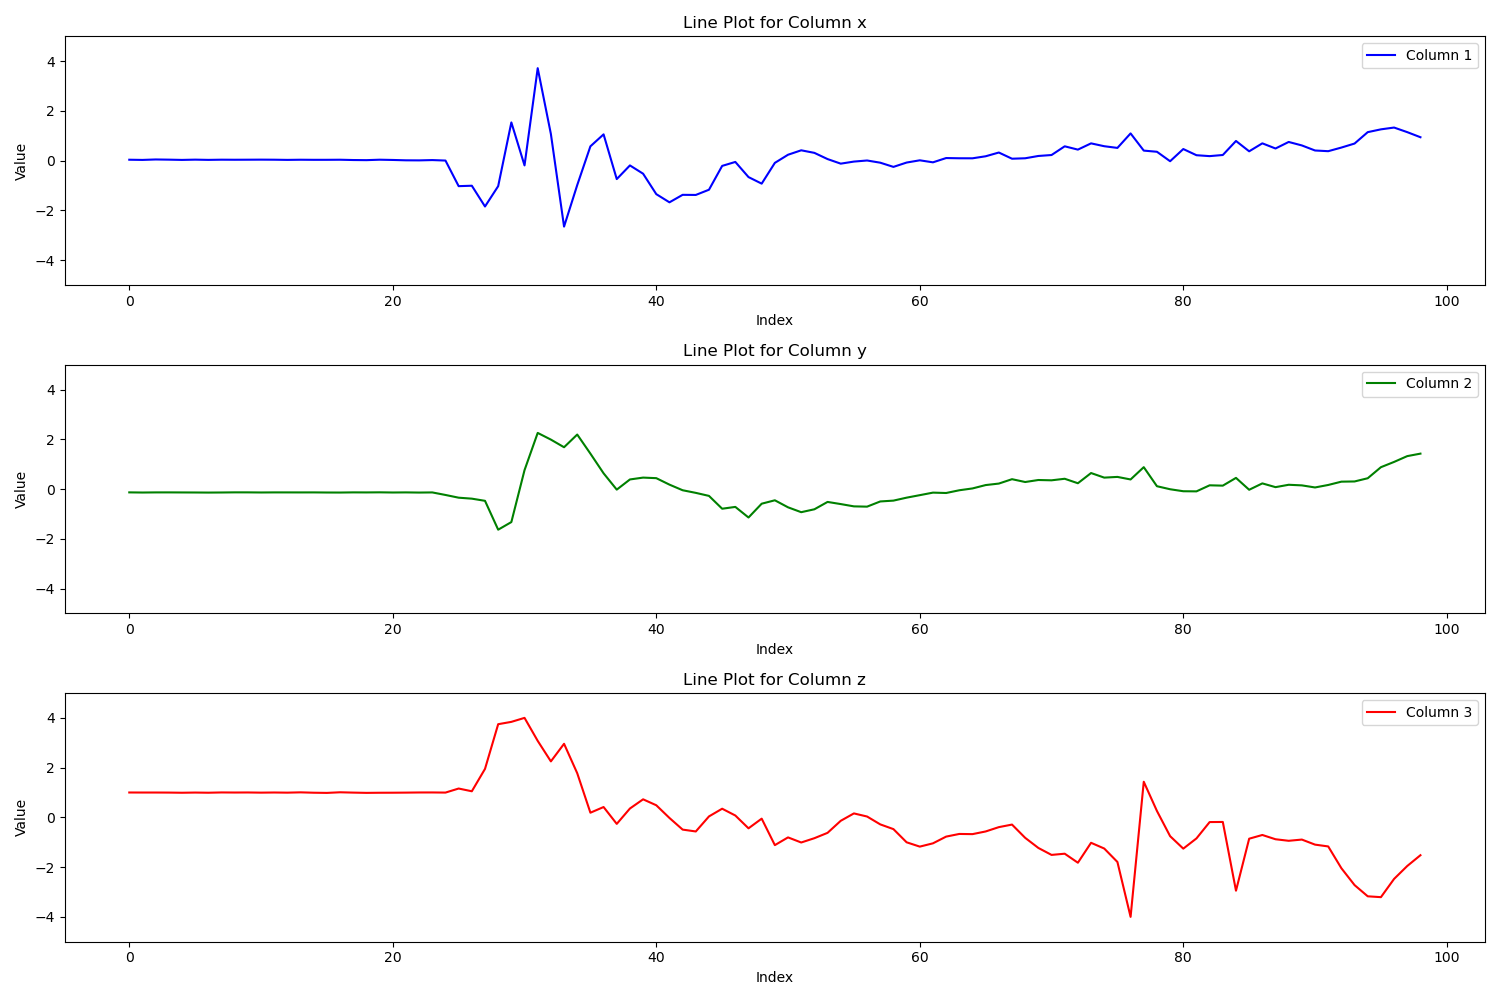 Line Plot for Column x
Column 1
4
2
0
−2
−4
Value
0 20 40 60 80 100
Index
Line Plot for Column y
Column 2
4
2
0
−2
−4
Value
0 20 40 60 80 100
Index
Line Plot for Column z
Column 3
4
2
0
−2
−4
Value
0 20 40 60 80 100
Index